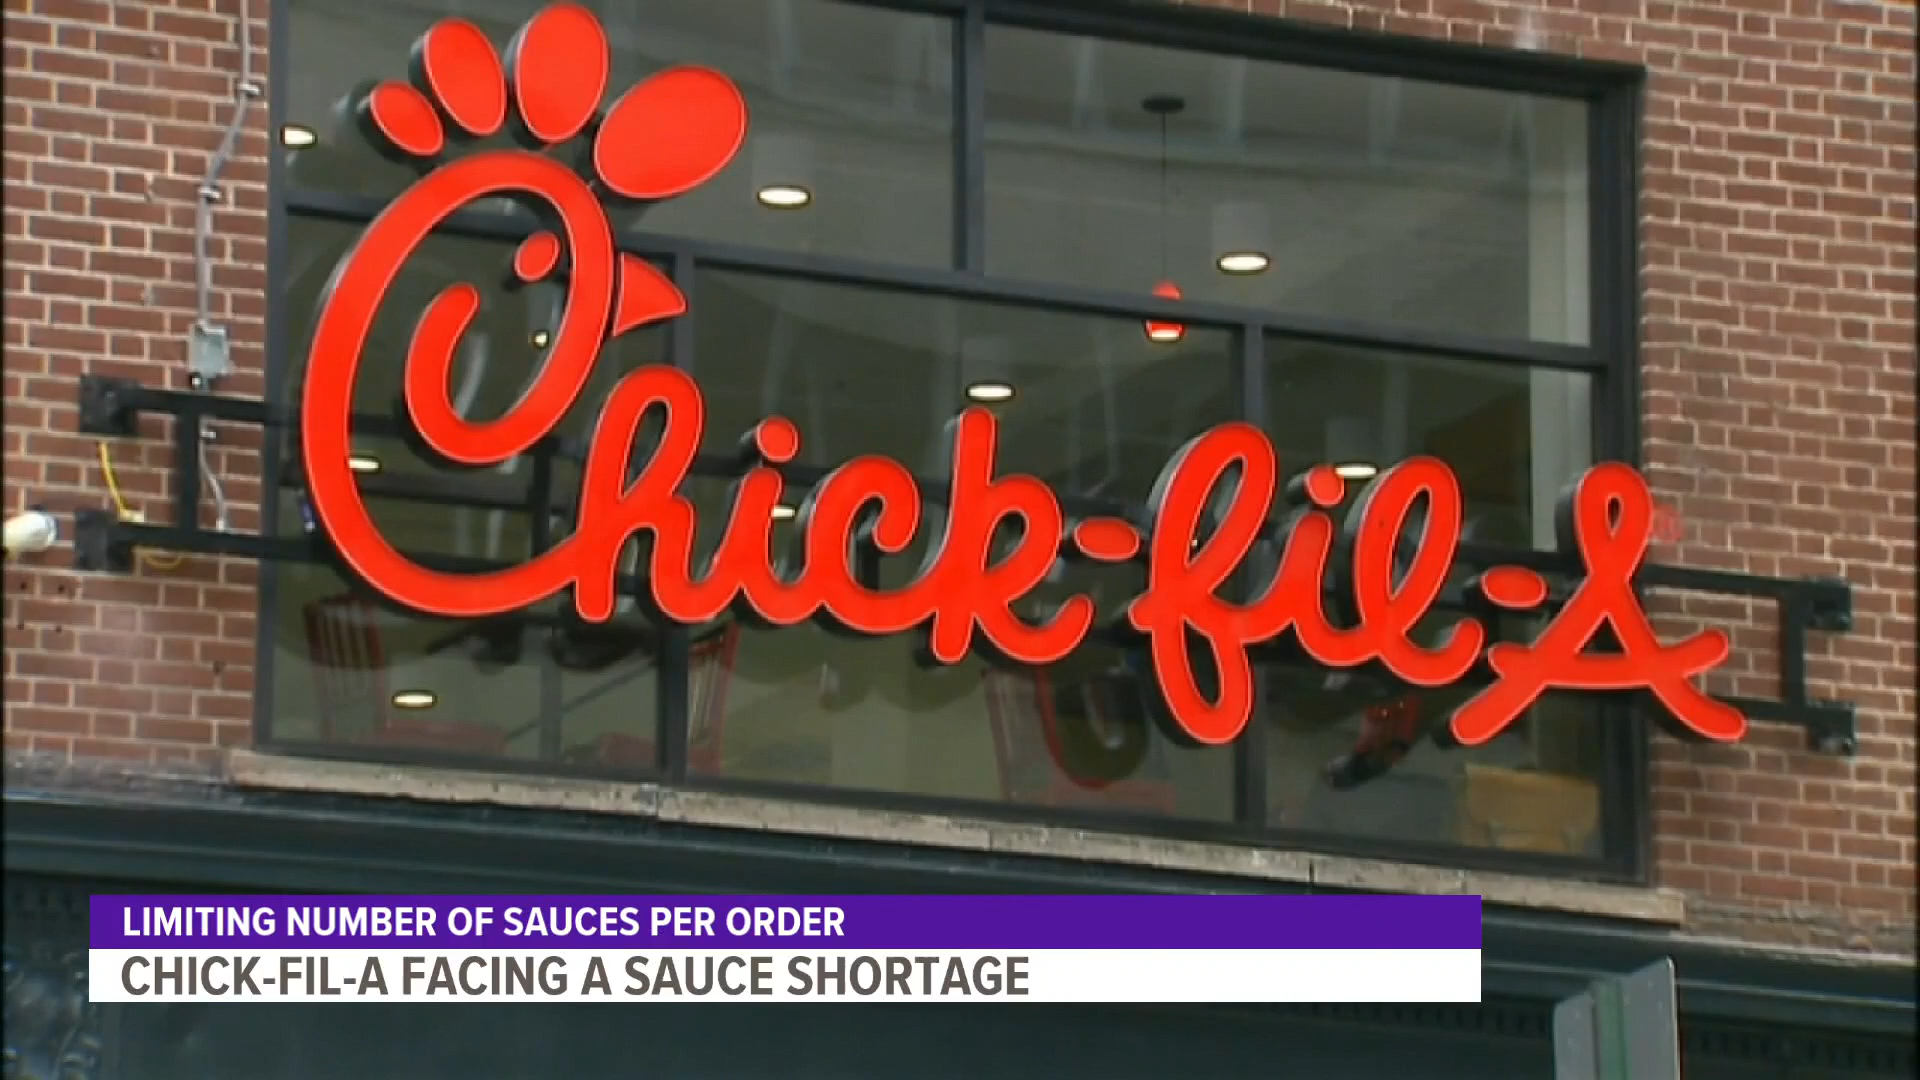 Chick-fil-A
LIMITING NUMBER OF SAUCES PER ORDER
CHICK-FIL-A FACING A SAUCE SHORTAGE